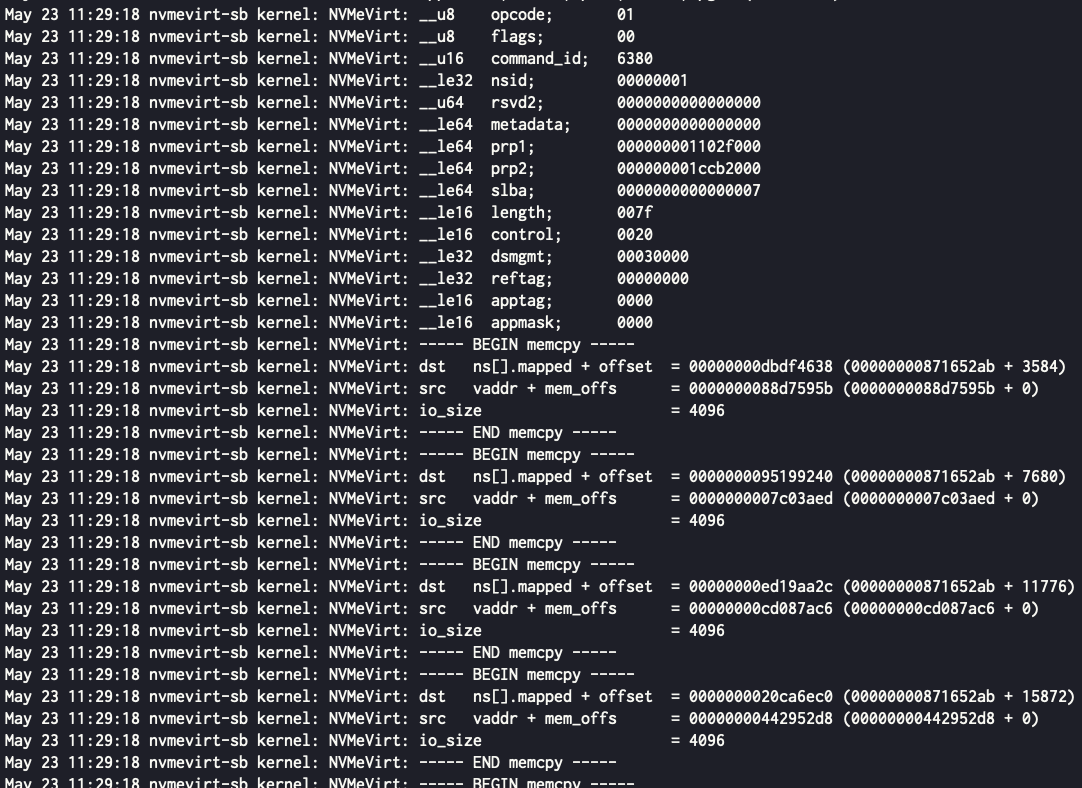 May 23 11:29:18 nvmevirt-sb kernel: NVMeVirt: __u8   opcode;       01
May 23 11:29:18 nvmevirt-sb kernel: NVMeVirt: __u8   flags;        00
May 23 11:29:18 nvmevirt-sb kernel: NVMeVirt: __u16   command_id;   6380
May 23 11:29:18 nvmevirt-sb kernel: NVMeVirt: __le32  nsid;         00000001
May 23 11:29:18 nvmevirt-sb kernel: NVMeVirt: __u64   rsvd2;        0000000000000000
May 23 11:29:18 nvmevirt-sb kernel: NVMeVirt: __le64  metadata;     0000000000000000
May 23 11:29:18 nvmevirt-sb kernel: NVMeVirt: __le64  prp1;         000000001102f000
May 23 11:29:18 nvmevirt-sb kernel: NVMeVirt: __le64  prp2;         000000001ccb2000
May 23 11:29:18 nvmevirt-sb kernel: NVMeVirt: __le64  slba;         0000000000000007
May 23 11:29:18 nvmevirt-sb kernel: NVMeVirt: __le16  length;       007f
May 23 11:29:18 nvmevirt-sb kernel: NVMeVirt: __le16  control;      0020
May 23 11:29:18 nvmevirt-sb kernel: NVMeVirt: __le32  dsmgmt;       00030000
May 23 11:29:18 nvmevirt-sb kernel: NVMeVirt: __le32  reftag;       00000000
May 23 11:29:18 nvmevirt-sb kernel: NVMeVirt: __le16  apptag;       0000
May 23 11:29:18 nvmevirt-sb kernel: NVMeVirt: __le16  appmask;      0000
May 23 11:29:18 nvmevirt-sb kernel: NVMeVirt: ----- BEGIN memcpy -----
May 23 11:29:18 nvmevirt-sb kernel: NVMeVirt: dst   ns[].mapped + offset  = 00000000dbdf4638 (00000000871652ab + 3584)
May 23 11:29:18 nvmevirt-sb kernel: NVMeVirt: src   vaddr + mem_offs      = 0000000088d7595b (0000000088d7595b + 0)
May 23 11:29:18 nvmevirt-sb kernel: NVMeVirt: io_size                     = 4096
May 23 11:29:18 nvmevirt-sb kernel: NVMeVirt: ----- END memcpy -----
May 23 11:29:18 nvmevirt-sb kernel: NVMeVirt: ----- BEGIN memcpy -----
May 23 11:29:18 nvmevirt-sb kernel: NVMeVirt: dst   ns[].mapped + offset  = 0000000095199240 (00000000871652ab + 7680)
May 23 11:29:18 nvmevirt-sb kernel: NVMeVirt: src   vaddr + mem_offs      = 0000000007c03aed (0000000007c03aed + 0)
May 23 11:29:18 nvmevirt-sb kernel: NVMeVirt: io_size                     = 4096
May 23 11:29:18 nvmevirt-sb kernel: NVMeVirt: ----- END memcpy -----
May 23 11:29:18 nvmevirt-sb kernel: NVMeVirt: ----- BEGIN memcpy -----
May 23 11:29:18 nvmevirt-sb kernel: NVMeVirt: dst   ns[].mapped + offset  = 00000000ed19aa2c (00000000871652ab + 11776)
May 23 11:29:18 nvmevirt-sb kernel: NVMeVirt: src   vaddr + mem_offs      = 00000000cd087ac6 (00000000cd087ac6 + 0)
May 23 11:29:18 nvmevirt-sb kernel: NVMeVirt: io_size                     = 4096
May 23 11:29:18 nvmevirt-sb kernel: NVMeVirt: ----- END memcpy -----
May 23 11:29:18 nvmevirt-sb kernel: NVMeVirt: ----- BEGIN memcpy -----
May 23 11:29:18 nvmevirt-sb kernel: NVMeVirt: dst   ns[].mapped + offset  = 0000000020ca6ec0 (00000000871652ab + 15872)
May 23 11:29:18 nvmevirt-sb kernel: NVMeVirt: src   vaddr + mem_offs      = 00000000442952d8 (00000000442952d8 + 0)
May 23 11:29:18 nvmevirt-sb kernel: NVMeVirt: io_size                     = 4096
May 23 11:29:18 nvmevirt-sb kernel: NVMeVirt: ----- END memcpy -----
May 23 11:29:18 nvmevirt-sb kernel: NVMeVirt: ----- BEGIN memcpy -----